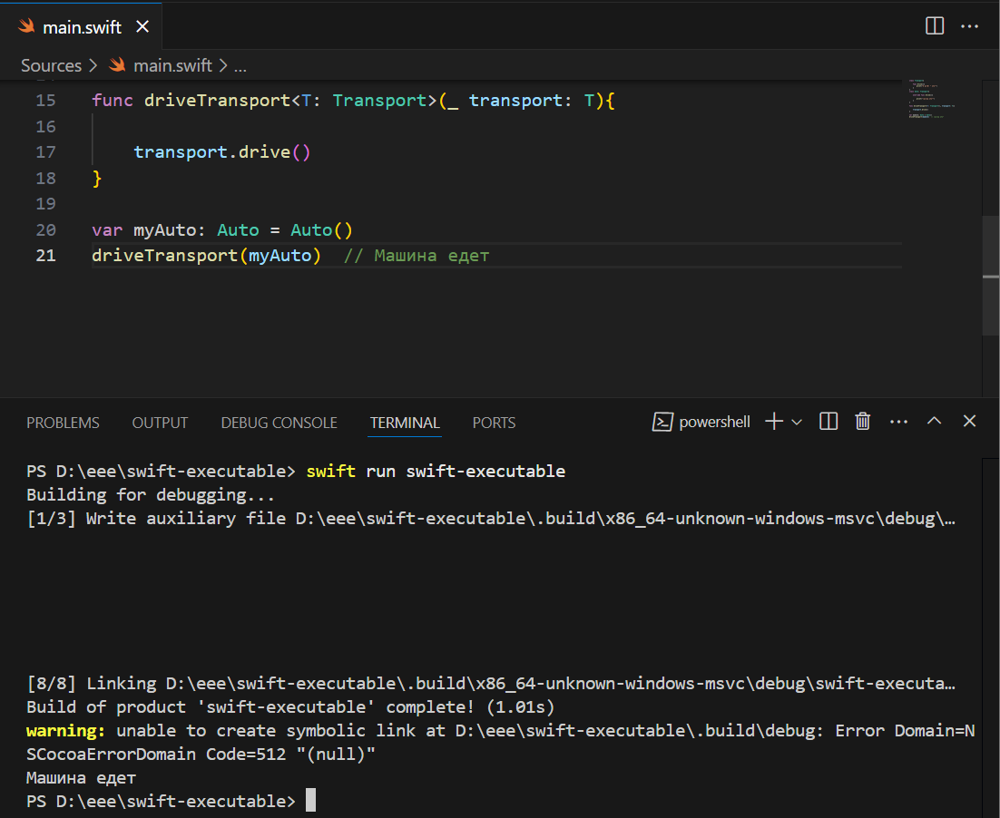 main.swift
Sources > main.swift > ...
15 func driveTransport<T: Transport>(_ transport: T){
16
17     transport.drive()
18 }
19
20 var myAuto: Auto = Auto()
21 driveTransport(myAuto)  // Машина едет
PROBLEMS OUTPUT DEBUG CONSOLE TERMINAL PORTS powershell
PS D:\eee\swift-executable> swift run swift-executable
Building for debugging...
[1/3] Write auxiliary file D:\eee\swift-executable\.build\x86_64-unknown-windows-msvc\debug\…
[8/8] Linking D:\eee\swift-executable\.build\x86_64-unknown-windows-msvc\debug\swift-executa…
Build of product 'swift-executable' complete! (1.01s)
warning: unable to create symbolic link at D:\eee\swift-executable\.build\debug: Error Domain=N
SCocoaErrorDomain Code=512 "(null)"
Машина едет
PS D:\eee\swift-executable>